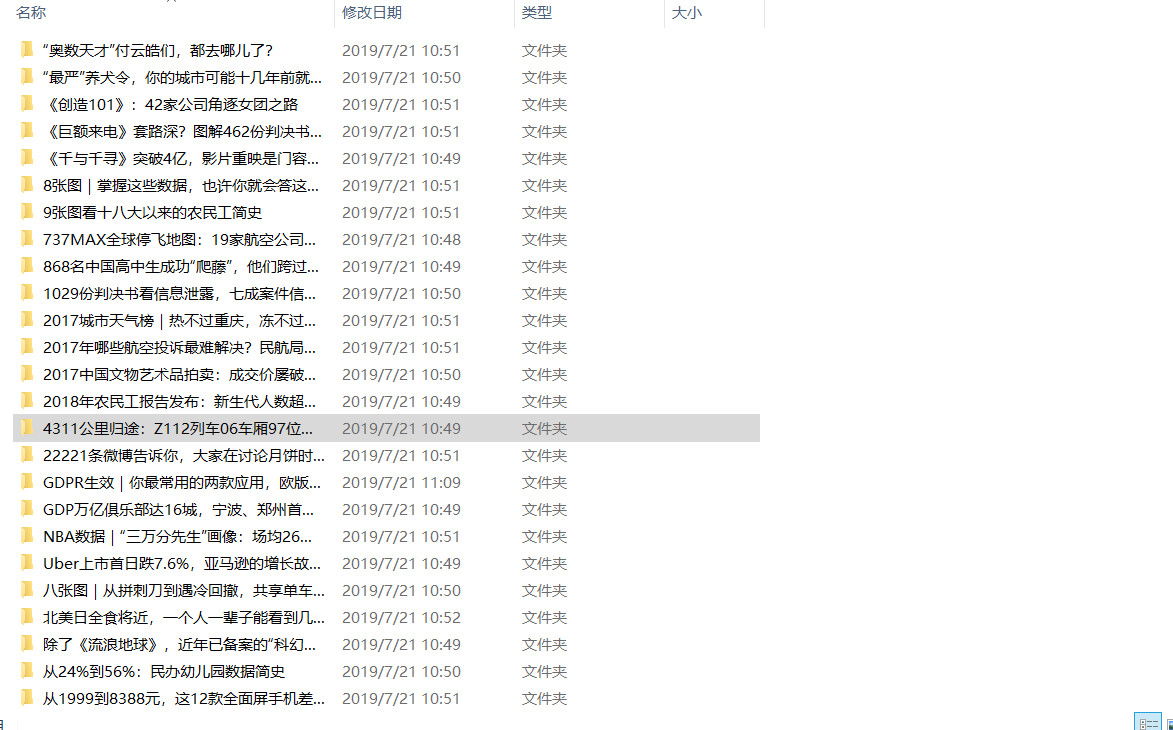 名称 修改日期 类型 大小
“奥数天才”付云皓们，都去哪儿了？ 2019/7/21 10:51 文件夹
“最严”养犬令，你的城市可能十几年前就... 2019/7/21 10:50 文件夹
《创造101》：42家公司角逐女团之路 2019/7/21 10:51 文件夹
《巨额来电》套路深？图解462份判决书... 2019/7/21 10:51 文件夹
《千与千寻》突破4亿，影片重映是门容... 2019/7/21 10:49 文件夹
8张图 | 掌握这些数据，也许你就会答这... 2019/7/21 10:51 文件夹
9张图看十八大以来的农民工简史 2019/7/21 10:51 文件夹
737MAX全球停飞地图：19家航空公司... 2019/7/21 10:48 文件夹
868名中国高中生成功“爬藤”，他们跨过... 2019/7/21 10:49 文件夹
1029份判决书看信息泄露，七成案件信... 2019/7/21 10:50 文件夹
2017城市天气榜 | 热不过重庆，冻不过... 2019/7/21 10:51 文件夹
2017年哪些航空投诉最难解决？民航局... 2019/7/21 10:51 文件夹
2017中国文物艺术品拍卖：成交价屡破... 2019/7/21 10:50 文件夹
2018年农民工报告发布：新生代人数超... 2019/7/21 10:49 文件夹
4311公里归途：Z112列车06车厢97位... 2019/7/21 10:49 文件夹
22221条微博告诉你，大家在讨论月饼时... 2019/7/21 10:51 文件夹
GDPR生效 | 你最常用的两款应用，欧版... 2019/7/21 11:09 文件夹
GDP万亿俱乐部达16城，宁波、郑州首... 2019/7/21 10:49 文件夹
NBA数据 | “三万分先生”画像：场均26... 2019/7/21 10:51 文件夹
Uber上市首日跌7.6%，亚马逊的增长故... 2019/7/21 10:49 文件夹
八张图 | 从拼刺刀到遇冷回撤，共享单车... 2019/7/21 10:50 文件夹
北美日全食将近，一个人一辈子能看到几... 2019/7/21 10:52 文件夹
除了《流浪地球》，近年已备案的“科幻... 2019/7/21 10:49 文件夹
从24%到56%：民办幼儿园数据简史 2019/7/21 10:50 文件夹
从1999到8388元，这12款全面屏手机差... 2019/7/21 10:51 文件夹